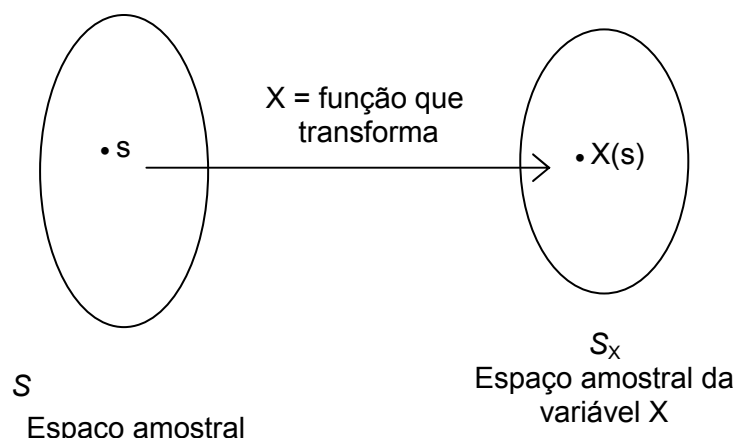 X = função que
transforma
• s
• X(s)
S
Espaço amostral
S_X
Espaço amostral da
variável X